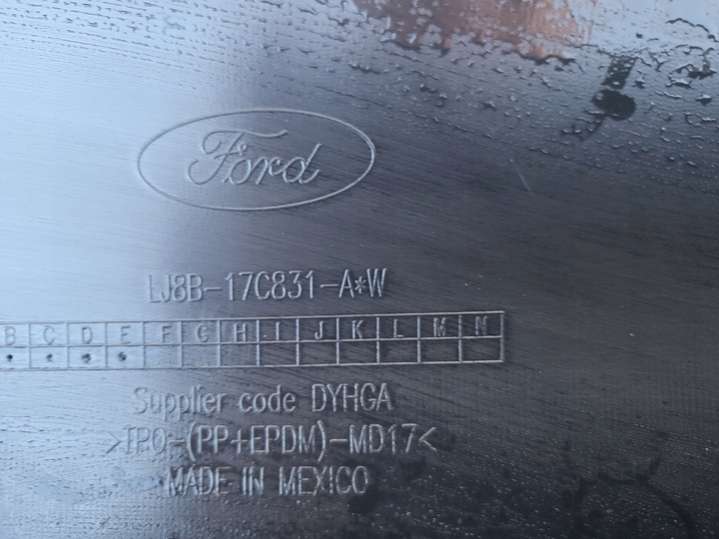 Ford
LJ8B-17C831-A*W
B C D E F G H I J K L M N
Supplier code DYHGA
>TPO-(PP+EPDM)-MD17<
MADE IN MEXICO